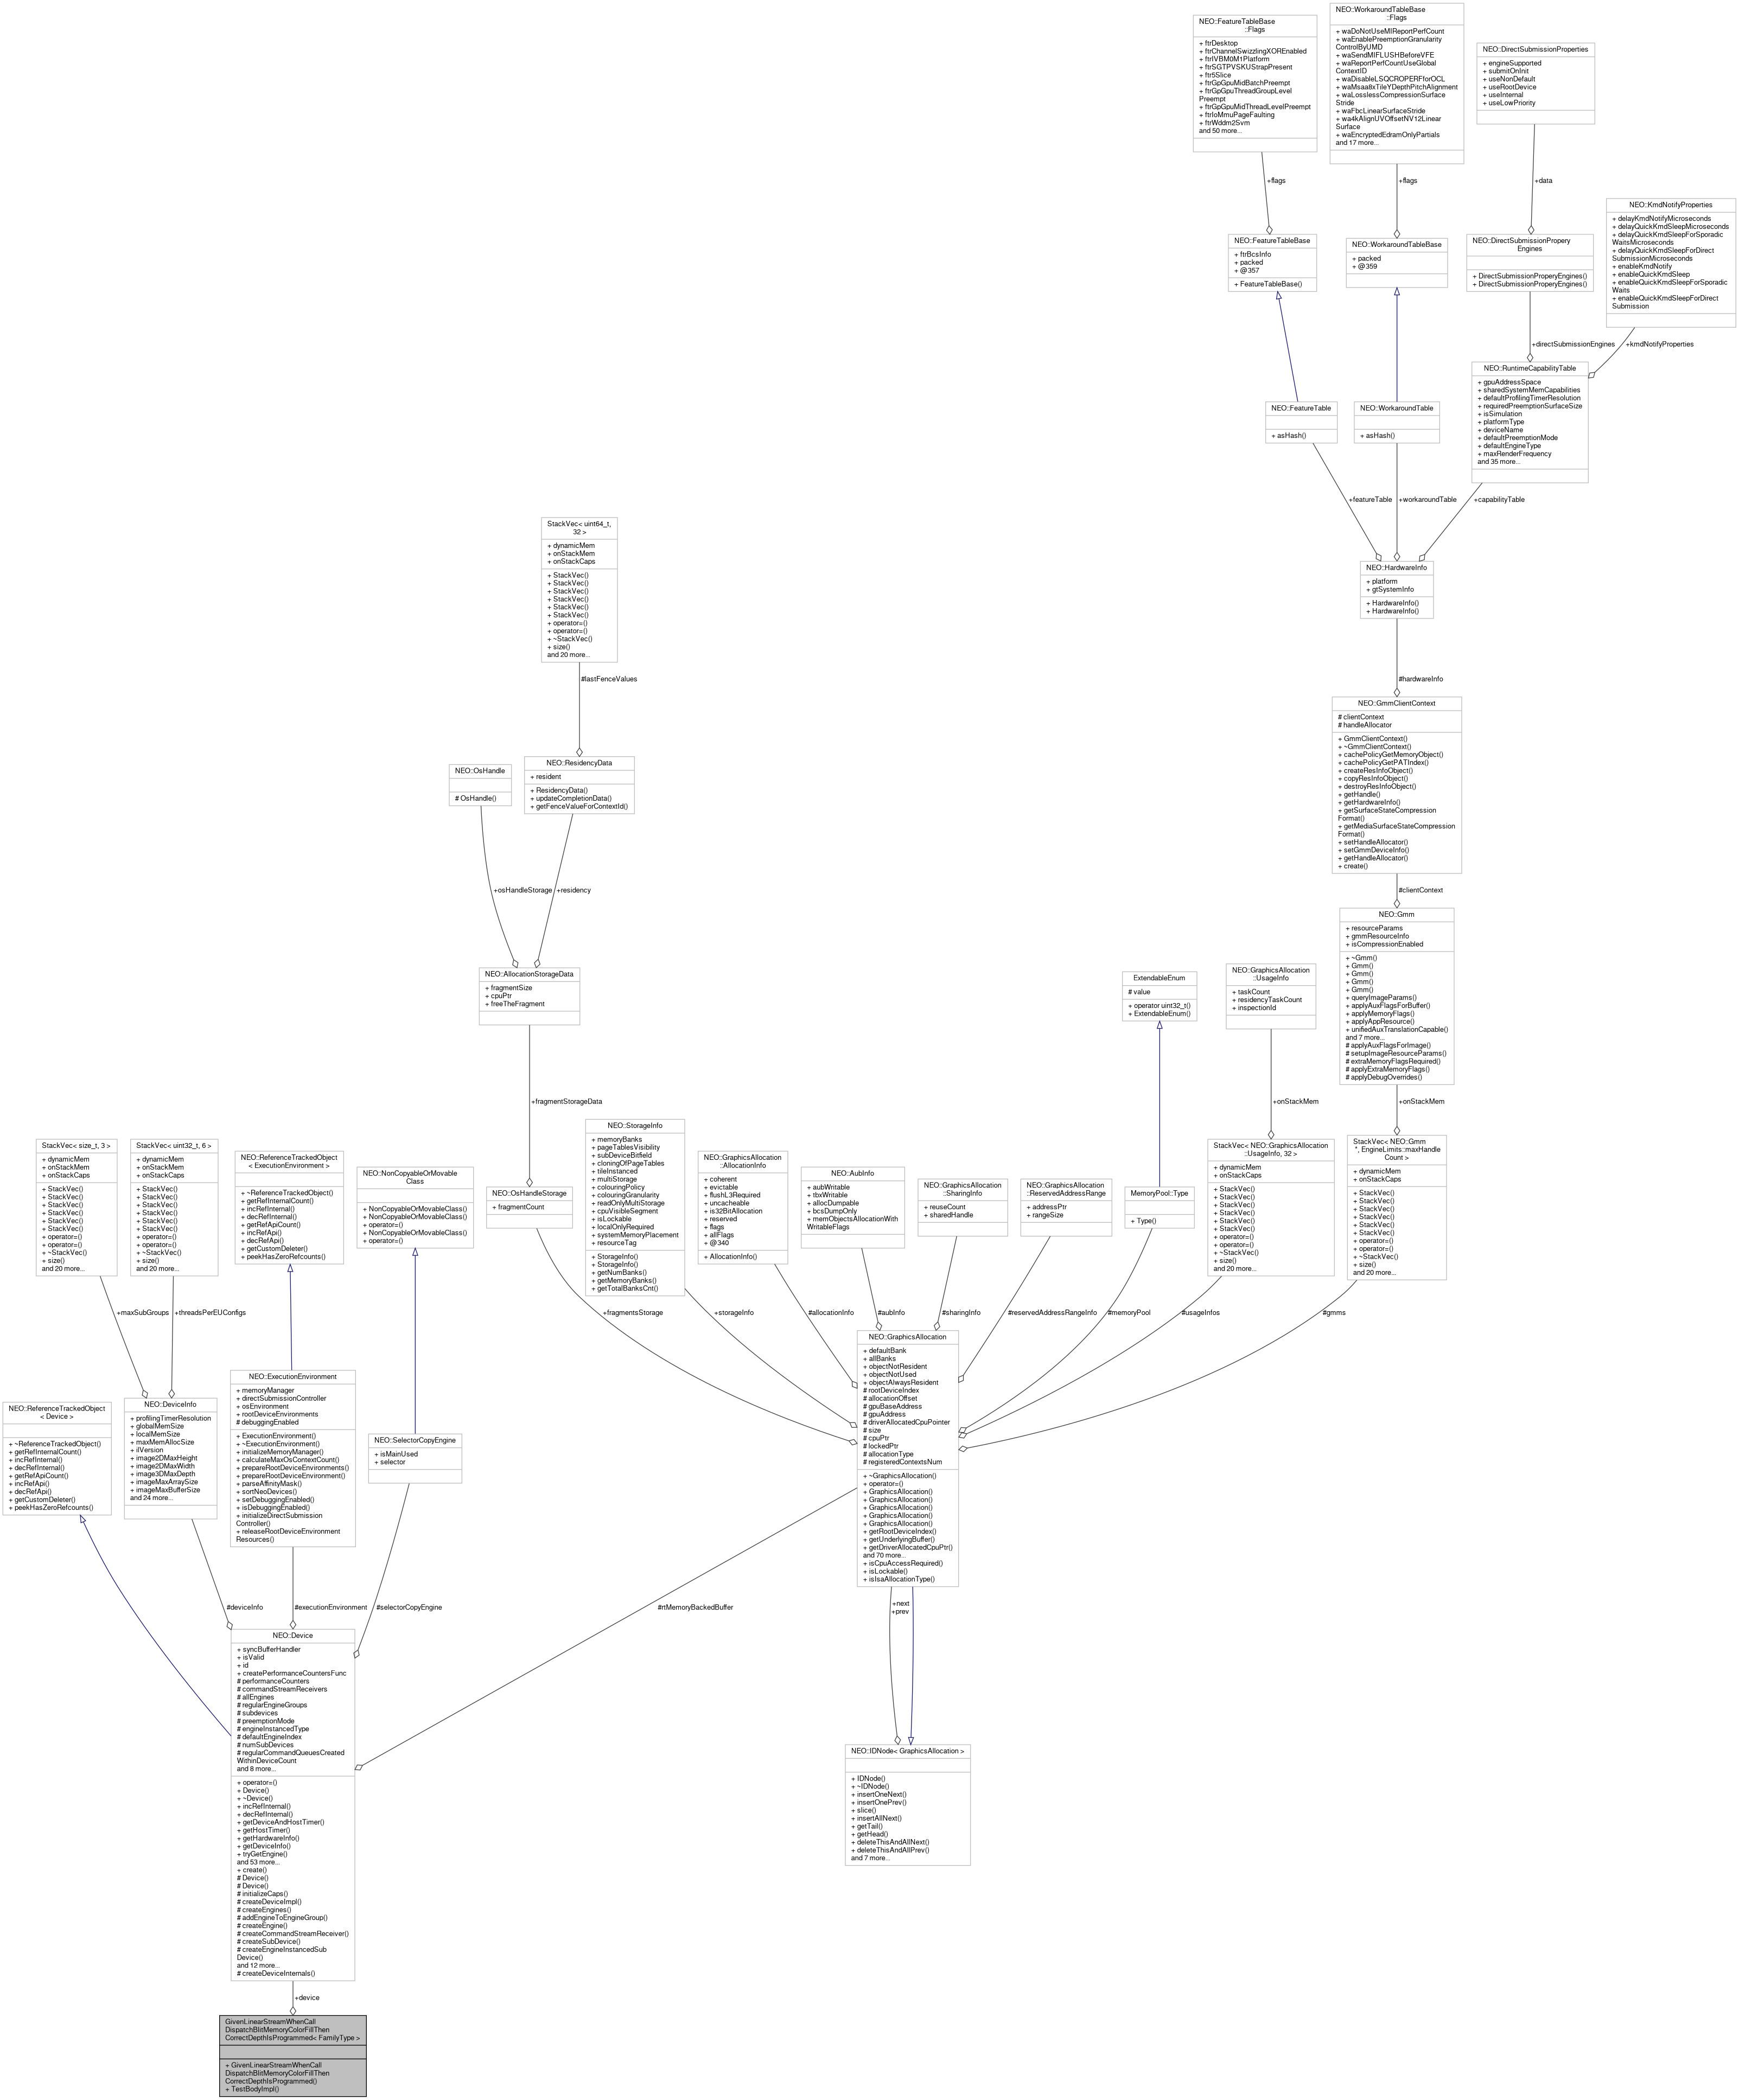 NEO::FeatureTableBase
::Flags
+ ftrDesktop
+ ftrChannelSwizzlingXOREnabled
+ ftrIVBM0M1Platform
+ ftrSGTPVSKUStrapPresent
+ ftr5Slice
+ ftrGpGpuMidBatchPreempt
+ ftrGpGpuThreadGroupLevel
Preempt
+ ftrGpGpuMidThreadLevelPreempt
+ ftrIoMmuPageFaulting
+ ftrWddm2Svm
and 50 more...
NEO::WorkaroundTableBase
::Flags
+ waDoNotUseMIReportPerfCount
+ waEnablePreemptionGranularity
ControlByUMD
+ waSendMIFLUSHBeforeVFE
+ waReportPerfCountUseGlobal
ContextID
+ waDisableLSQCROPERFforOCL
+ waMsaa8xTileYDepthPitchAlignment
+ waLosslessCompressionSurface
Stride
+ waFbcLinearSurfaceStride
+ wa4kAlignUVOffsetNV12Linear
Surface
+ waEncryptedEdramOnlyPartials
and 17 more...
NEO::DirectSubmissionProperties
+ engineSupported
+ submitOnInit
+ useNonDefault
+ useRootDevice
+ useInternal
+ useLowPriority
+flags
+flags
+data
NEO::KmdNotifyProperties
+ delayKmdNotifyMicroseconds
+ delayQuickKmdSleepMicroseconds
+ delayQuickKmdSleepForSporadic
WaitsMicroseconds
+ delayQuickKmdSleepForDirect
SubmissionMicroseconds
+ enableKmdNotify
+ enableQuickKmdSleep
+ enableQuickKmdSleepForSporadic
Waits
+ enableQuickKmdSleepForDirect
Submission
NEO::FeatureTableBase
+ ftrBcsInfo
+ packed
+ @357
+ FeatureTableBase()
NEO::WorkaroundTableBase
+ packed
+ @359
NEO::DirectSubmissionPropery
Engines
+ DirectSubmissionProperyEngines()
+ DirectSubmissionProperyEngines()
+directSubmissionEngines
+kmdNotifyProperties
NEO::FeatureTable
+ asHash()
NEO::WorkaroundTable
+ asHash()
NEO::RuntimeCapabilityTable
+ gpuAddressSpace
+ sharedSystemMemCapabilities
+ defaultProfilingTimerResolution
+ requiredPreemptionSurfaceSize
+ isSimulation
+ platformType
+ deviceName
+ defaultPreemptionMode
+ defaultEngineType
+ maxRenderFrequency
and 35 more...
+featureTable
+workaroundTable
+capabilityTable
StackVec< uint64_t,
32 >
+ dynamicMem
+ onStackMem
+ onStackCaps
+ StackVec()
+ StackVec()
+ StackVec()
+ StackVec()
+ StackVec()
+ StackVec()
+ operator=()
+ operator=()
+ ~StackVec()
+ size()
and 20 more...
NEO::HardwareInfo
+ platform
+ gtSystemInfo
+ HardwareInfo()
+ HardwareInfo()
#lastFenceValues
#hardwareInfo
NEO::OsHandle
# OsHandle()
NEO::ResidencyData
+ resident
+ ResidencyData()
+ updateCompletionData()
+ getFenceValueForContextId()
NEO::GmmClientContext
# clientContext
# handleAllocator
+ GmmClientContext()
+ ~GmmClientContext()
+ cachePolicyGetMemoryObject()
+ cachePolicyGetPATIndex()
+ createResInfoObject()
+ copyResInfoObject()
+ destroyResInfoObject()
+ getHandle()
+ getHardwareInfo()
+ getSurfaceStateCompression
Format()
+ getMediaSurfaceStateCompression
Format()
+ setHandleAllocator()
+ setGmmDeviceInfo()
+ getHandleAllocator()
+ create()
+osHandleStorage
+residency
#clientContext
NEO::AllocationStorageData
+ fragmentSize
+ cpuPtr
+ freeTheFragment
ExtendableEnum
# value
+ operator uint32_t()
+ ExtendableEnum()
NEO::GraphicsAllocation
::UsageInfo
+ taskCount
+ residencyTaskCount
+ inspectionId
NEO::Gmm
+ resourceParams
+ gmmResourceInfo
+ isCompressionEnabled
+ ~Gmm()
+ Gmm()
+ Gmm()
+ Gmm()
+ Gmm()
+ queryImageParams()
+ applyAuxFlagsForBuffer()
+ applyMemoryFlags()
+ applyAppResource()
+ unifiedAuxTranslationCapable()
and 7 more...
# applyAuxFlagsForImage()
# setupImageResourceParams()
# extraMemoryFlagsRequired()
# applyExtraMemoryFlags()
# applyDebugOverrides()
+fragmentStorageData
+onStackMem
+onStackMem
StackVec< size_t, 3 >
+ dynamicMem
+ onStackMem
+ onStackCaps
+ StackVec()
+ StackVec()
+ StackVec()
+ StackVec()
+ StackVec()
+ StackVec()
+ operator=()
+ operator=()
+ ~StackVec()
+ size()
and 20 more...
StackVec< uint32_t, 6 >
+ dynamicMem
+ onStackMem
+ onStackCaps
+ StackVec()
+ StackVec()
+ StackVec()
+ StackVec()
+ StackVec()
+ StackVec()
+ operator=()
+ operator=()
+ ~StackVec()
+ size()
and 20 more...
NEO::ReferenceTrackedObject
< ExecutionEnvironment >
+ ~ReferenceTrackedObject()
+ getRefInternalCount()
+ incRefInternal()
+ decRefInternal()
+ getRefApiCount()
+ incRefApi()
+ decRefApi()
+ getCustomDeleter()
+ peekHasZeroRefcounts()
NEO::NonCopyableOrMovable
Class
+ NonCopyableOrMovableClass()
+ NonCopyableOrMovableClass()
+ operator=()
+ NonCopyableOrMovableClass()
+ operator=()
NEO::OsHandleStorage
+ fragmentCount
NEO::StorageInfo
+ memoryBanks
+ pageTablesVisibility
+ subDeviceBitfield
+ cloningOfPageTables
+ tileInstanced
+ multiStorage
+ colouringPolicy
+ colouringGranularity
+ readOnlyMultiStorage
+ cpuVisibleSegment
+ isLockable
+ localOnlyRequired
+ systemMemoryPlacement
+ resourceTag
+ StorageInfo()
+ StorageInfo()
+ getNumBanks()
+ getMemoryBanks()
+ getTotalBanksCnt()
NEO::GraphicsAllocation
::AllocationInfo
+ coherent
+ evictable
+ flushL3Required
+ uncacheable
+ is32BitAllocation
+ reserved
+ flags
+ allFlags
+ @340
+ AllocationInfo()
NEO::AubInfo
+ aubWritable
+ tbxWritable
+ allocDumpable
+ bcsDumpOnly
+ memObjectsAllocationWith
WritableFlags
NEO::GraphicsAllocation
::SharingInfo
+ reuseCount
+ sharedHandle
NEO::GraphicsAllocation
::ReservedAddressRange
+ addressPtr
+ rangeSize
MemoryPool::Type
+ Type()
StackVec< NEO::GraphicsAllocation
::UsageInfo, 32 >
+ dynamicMem
+ onStackCaps
+ StackVec()
+ StackVec()
+ StackVec()
+ StackVec()
+ StackVec()
+ StackVec()
+ operator=()
+ operator=()
+ ~StackVec()
+ size()
and 20 more...
StackVec< NEO::Gmm
*, EngineLimits::maxHandle
Count >
+ dynamicMem
+ onStackCaps
+ StackVec()
+ StackVec()
+ StackVec()
+ StackVec()
+ StackVec()
+ StackVec()
+ operator=()
+ operator=()
+ ~StackVec()
+ size()
and 20 more...
+maxSubGroups
+threadsPerEUConfigs
+fragmentsStorage
+storageInfo
#allocationInfo
#aubInfo
#sharingInfo
#reservedAddressRangeInfo
#memoryPool
#usageInfos
#gmms
NEO::ReferenceTrackedObject
< Device >
+ ~ReferenceTrackedObject()
+ getRefInternalCount()
+ incRefInternal()
+ decRefInternal()
+ getRefApiCount()
+ incRefApi()
+ decRefApi()
+ getCustomDeleter()
+ peekHasZeroRefcounts()
NEO::DeviceInfo
+ profilingTimerResolution
+ globalMemSize
+ localMemSize
+ maxMemAllocSize
+ ilVersion
+ image2DMaxHeight
+ image2DMaxWidth
+ image3DMaxDepth
+ imageMaxArraySize
+ imageMaxBufferSize
and 24 more...
NEO::ExecutionEnvironment
+ memoryManager
+ directSubmissionController
+ osEnvironment
+ rootDeviceEnvironments
# debuggingEnabled
+ ExecutionEnvironment()
+ ~ExecutionEnvironment()
+ initializeMemoryManager()
+ calculateMaxOsContextCount()
+ prepareRootDeviceEnvironments()
+ prepareRootDeviceEnvironment()
+ parseAffinityMask()
+ sortNeoDevices()
+ setDebuggingEnabled()
+ isDebuggingEnabled()
+ initializeDirectSubmission
Controller()
+ releaseRootDeviceEnvironment
Resources()
NEO::SelectorCopyEngine
+ isMainUsed
+ selector
NEO::GraphicsAllocation
+ defaultBank
+ allBanks
+ objectNotResident
+ objectNotUsed
+ objectAlwaysResident
# rootDeviceIndex
# allocationOffset
# gpuBaseAddress
# gpuAddress
# driverAllocatedCpuPointer
# size
# cpuPtr
# lockedPtr
# allocationType
# registeredContextsNum
+ ~GraphicsAllocation()
+ operator=()
+ GraphicsAllocation()
+ GraphicsAllocation()
+ GraphicsAllocation()
+ GraphicsAllocation()
+ GraphicsAllocation()
+ getRootDeviceIndex()
+ getUnderlyingBuffer()
+ getDriverAllocatedCpuPtr()
and 70 more...
+ isCpuAccessRequired()
+ isLockable()
+ isIsaAllocationType()
#deviceInfo
#executionEnvironment
#selectorCopyEngine
#rtMemoryBackedBuffer
+next
+prev
NEO::Device
+ syncBufferHandler
+ isValid
+ id
+ createPerformanceCountersFunc
# performanceCounters
# commandStreamReceivers
# allEngines
# regularEngineGroups
# subdevices
# preemptionMode
# engineInstancedType
# defaultEngineIndex
# numSubDevices
# regularCommandQueuesCreated
WithinDeviceCount
and 8 more...
+ operator=()
+ Device()
+ ~Device()
+ incRefInternal()
+ decRefInternal()
+ getDeviceAndHostTimer()
+ getHostTimer()
+ getHardwareInfo()
+ getDeviceInfo()
+ tryGetEngine()
and 53 more...
+ create()
# Device()
# Device()
# initializeCaps()
# createDeviceImpl()
# createEngines()
# addEngineToEngineGroup()
# createEngine()
# createCommandStreamReceiver()
# createSubDevice()
# createEngineInstancedSub
Device()
and 12 more...
# createDeviceInternals()
NEO::IDNode< GraphicsAllocation >
+ IDNode()
+ ~IDNode()
+ insertOneNext()
+ insertOnePrev()
+ slice()
+ insertAllNext()
+ getTail()
+ getHead()
+ deleteThisAndAllNext()
+ deleteThisAndAllPrev()
and 7 more...
+device
GivenLinearStreamWhenCall
DispatchBlitMemoryColorFillThen
CorrectDepthIsProgrammed< FamilyType >
+ GivenLinearStreamWhenCall
DispatchBlitMemoryColorFillThen
CorrectDepthIsProgrammed()
+ TestBodyImpl()